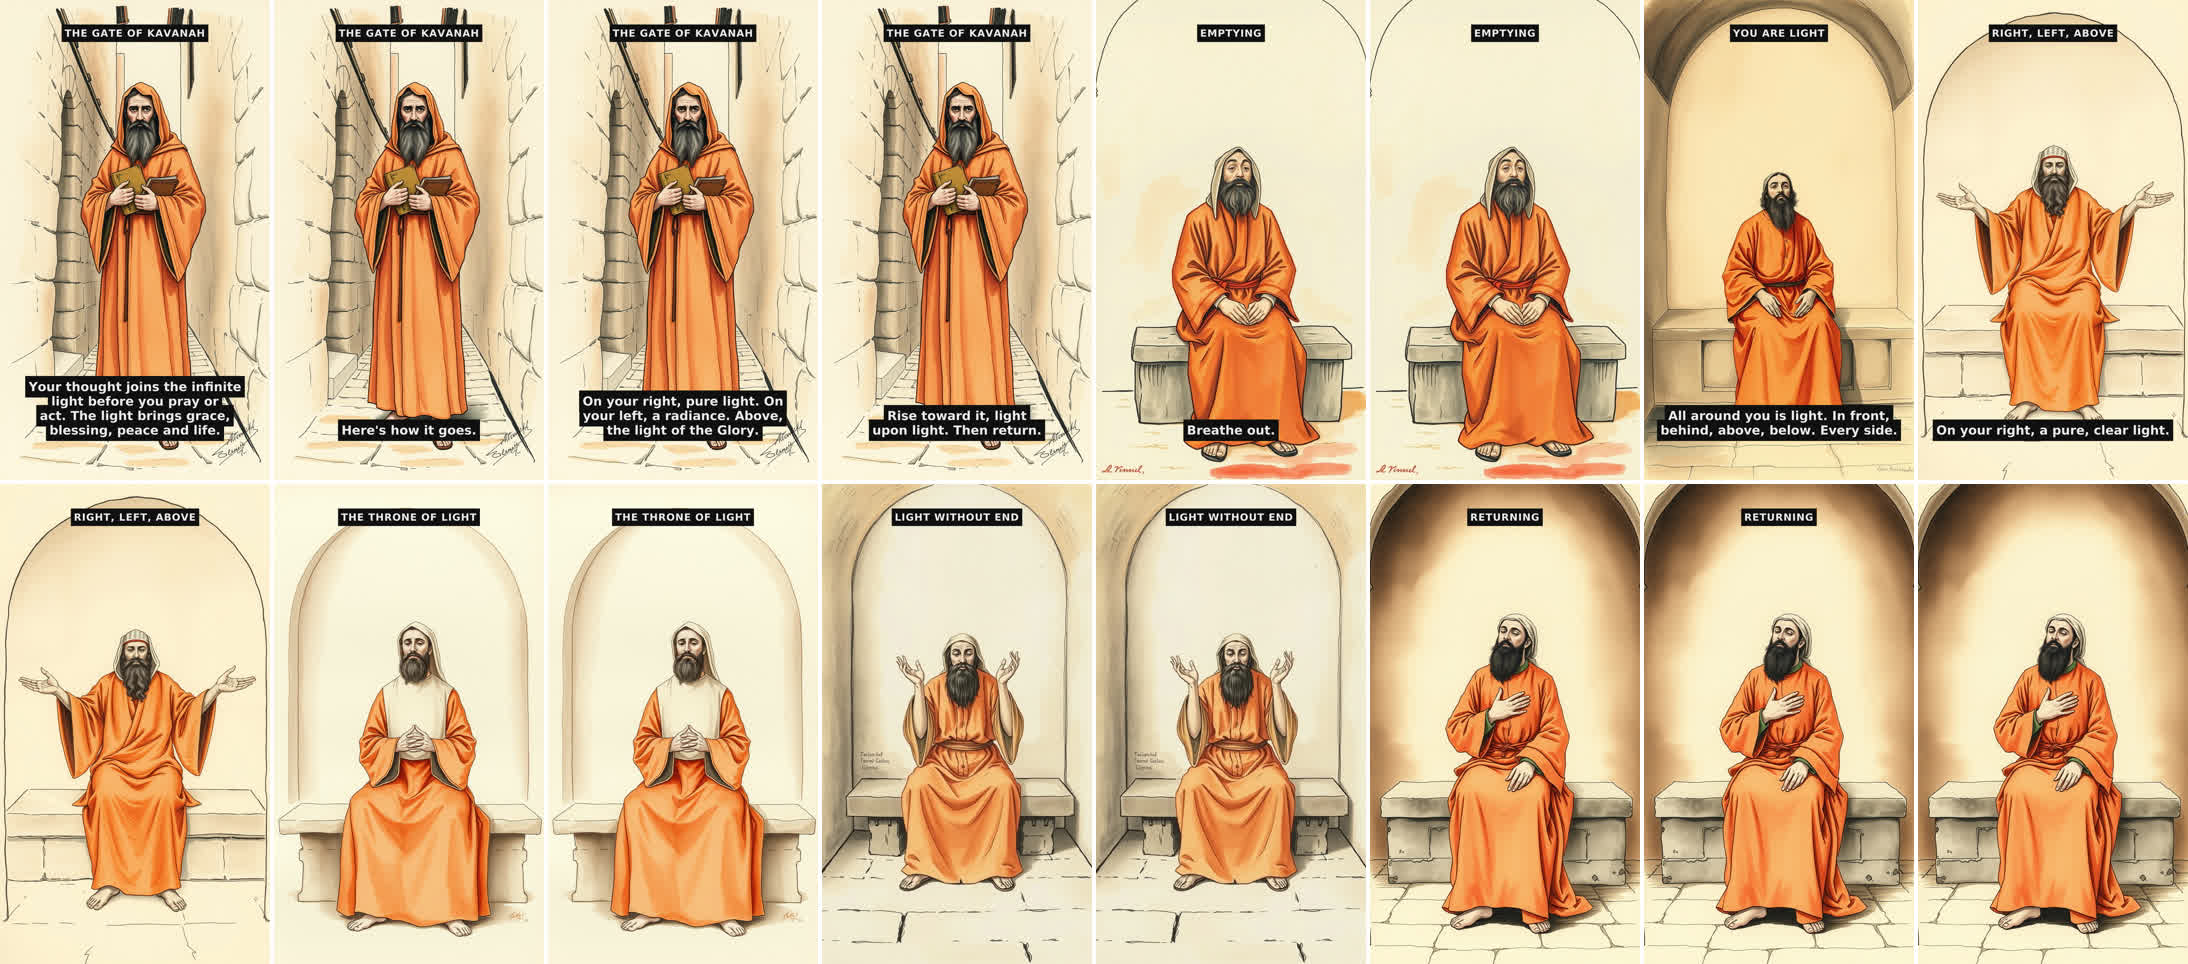 THE GATE OF KAVANAH
Your thought joins the infinite
light before you pray or
act. The light brings grace,
blessing, peace and life.
THE GATE OF KAVANAH
Here's how it goes.
THE GATE OF KAVANAH
On your right, pure light. On
your left, a radiance. Above,
the light of the Glory.
THE GATE OF KAVANAH
Rise toward it, light
upon light. Then return.
EMPTYING
Breathe out.
EMPTYING
YOU ARE LIGHT
All around you is light. In front,
behind, above, below. Every side.
RIGHT, LEFT, ABOVE
On your right, a pure, clear light.
RIGHT, LEFT, ABOVE
THE THRONE OF LIGHT
THE THRONE OF LIGHT
LIGHT WITHOUT END
LIGHT WITHOUT END
RETURNING
RETURNING